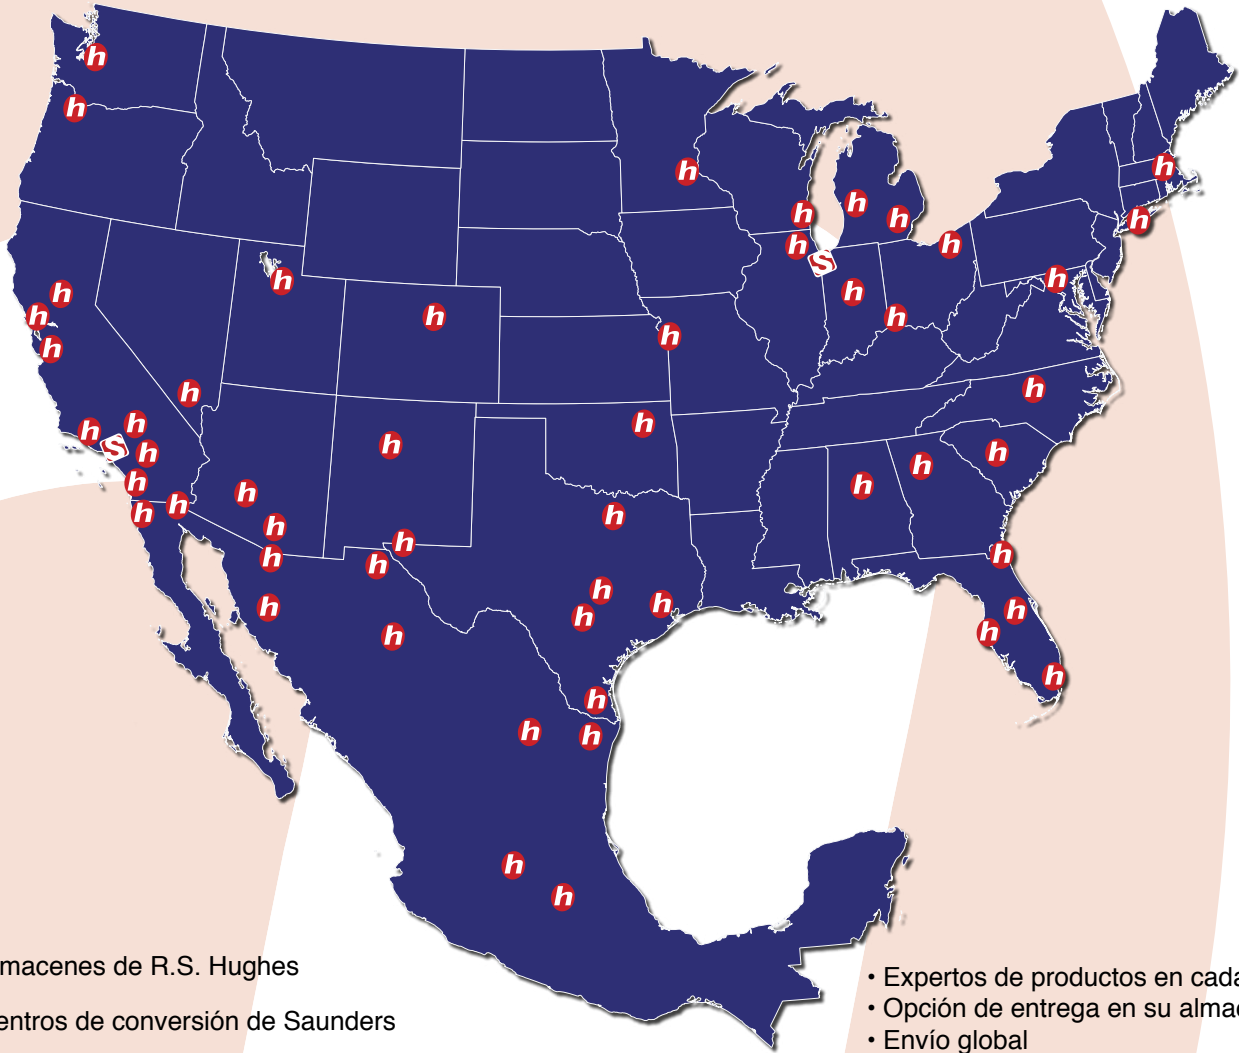 macenes de R.S. Hughes
entros de conversión de Saunders
• Expertos de productos en cada
• Opción de entrega en su almac
• Envío global